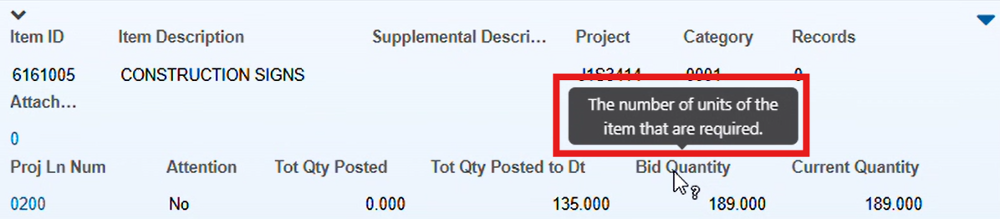 Item ID Item Description Supplemental Descri... Project Category Records
6161005 CONSTRUCTION SIGNS J1S3414 0001 0
Attach...
The number of units of the
item that are required.
0
Proj Ln Num Attention Tot Qty Posted Tot Qty Posted to Dt Bid Quantity Current Quantity
0200 No 0.000 135.000 189.000 189.000